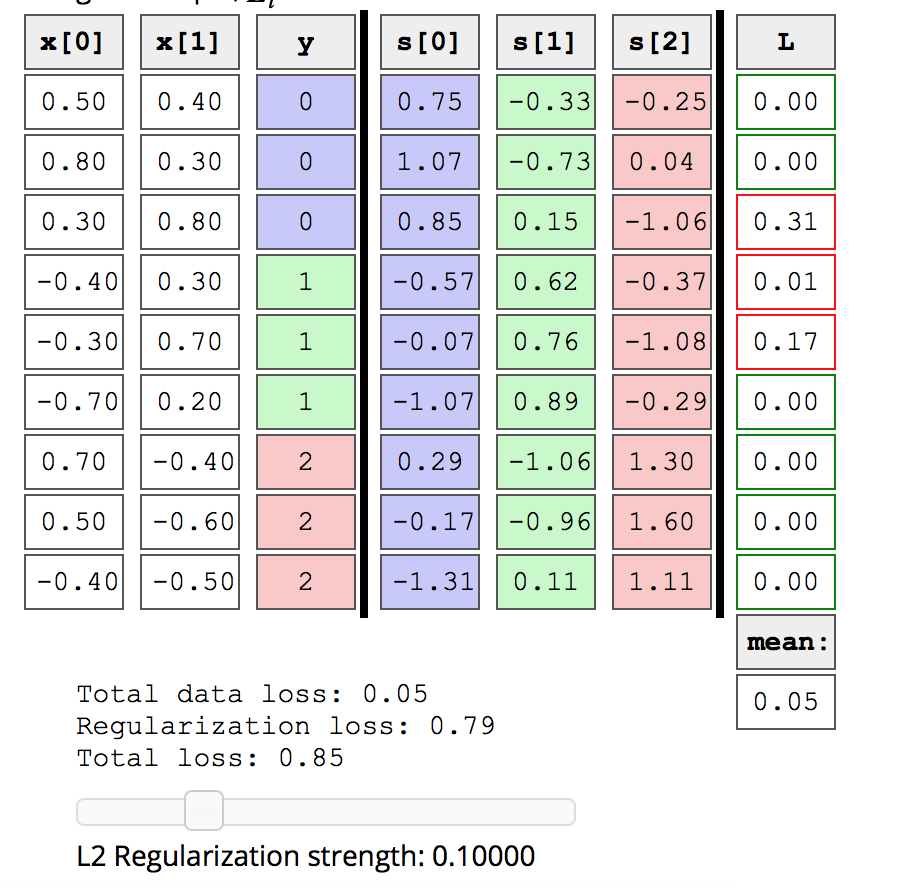 x[0] x[1] y s[0] s[1] s[2] L
0.50 0.40 0 0.75 -0.33 -0.25 0.00
0.80 0.30 0 1.07 -0.73 0.04 0.00
0.30 0.80 0 0.85 0.15 -1.06 0.31
-0.40 0.30 1 -0.57 0.62 -0.37 0.01
-0.30 0.70 1 -0.07 0.76 -1.08 0.17
-0.70 0.20 1 -1.07 0.89 -0.29 0.00
0.70 -0.40 2 0.29 -1.06 1.30 0.00
0.50 -0.60 2 -0.17 -0.96 1.60 0.00
-0.40 -0.50 2 -1.31 0.11 1.11 0.00
mean:
0.05
Total data loss: 0.05
Regularization loss: 0.79
Total loss: 0.85
L2 Regularization strength: 0.10000